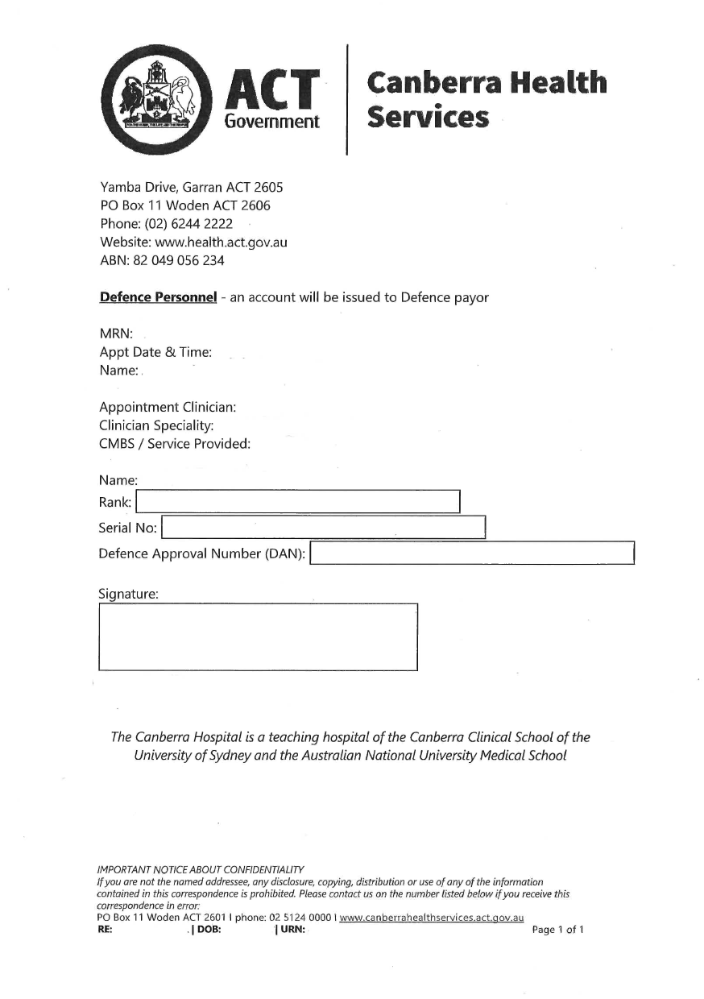 ACT
Government
Canberra Health
Services
Yamba Drive, Garran ACT 2605
PO Box 11 Woden ACT 2606
Phone: (02) 6244 2222
Website: www.health.act.gov.au
ABN: 82 049 056 234
Defence Personnel - an account will be issued to Defence payor
MRN:
Appt Date & Time:
Name:
Appointment Clinician:
Clinician Speciality:
CMBS / Service Provided:
Name:
Rank:
Serial No:
Defence Approval Number (DAN):
Signature:
The Canberra Hospital is a teaching hospital of the Canberra Clinical School of the
University of Sydney and the Australian National University Medical School
IMPORTANT NOTICE ABOUT CONFIDENTIALITY
If you are not the named addressee, any disclosure, copying, distribution or use of any of the information
contained in this correspondence is prohibited. Please contact us on the number listed below if you receive this
correspondence in error:
PO Box 11 Woden ACT 2601 | phone: 02 5124 0000 | www.canberrahealthservices.act.gov.au
RE: . | DOB: | URN: Page 1 of 1